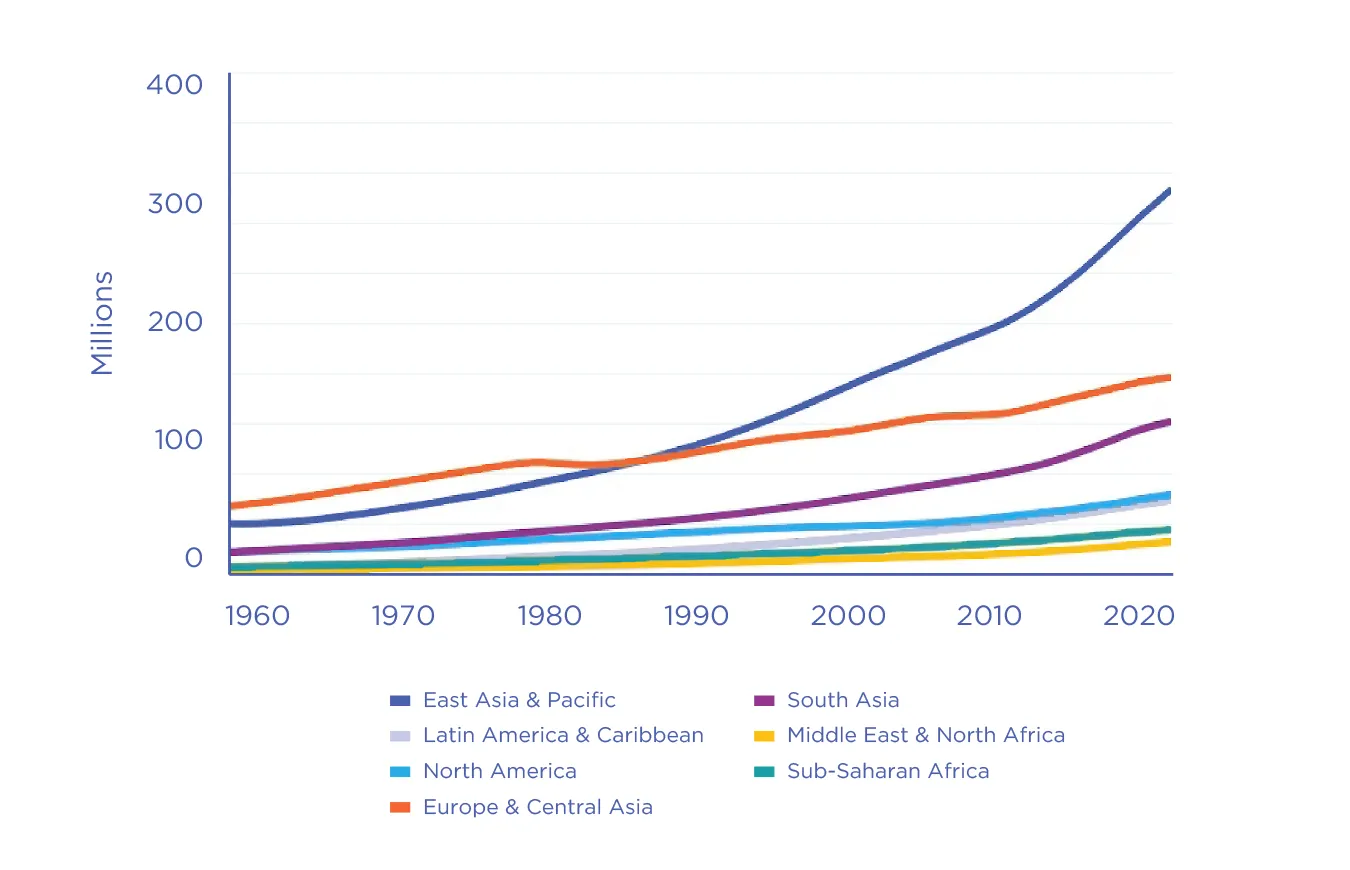 400
300
200
100
0
Millions
1960 1970 1980 1990 2000 2010 2020
East Asia & Pacific
Latin America & Caribbean
North America
Europe & Central Asia
South Asia
Middle East & North Africa
Sub-Saharan Africa